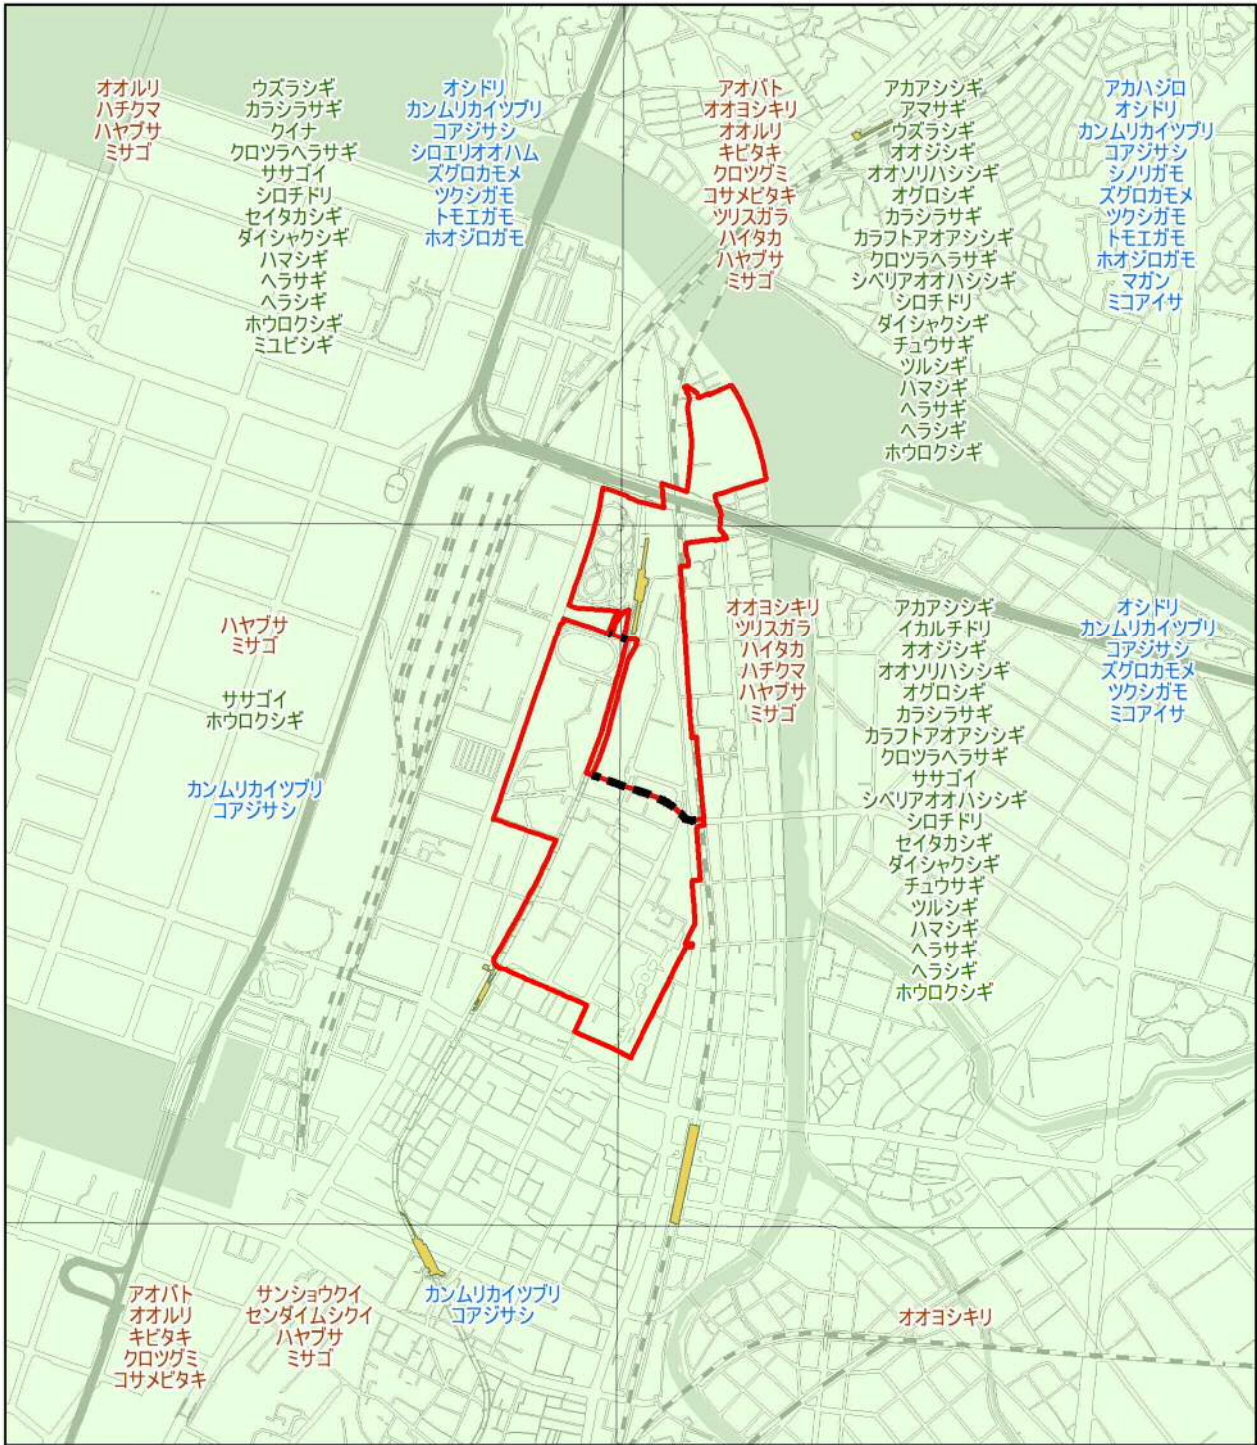 オオルリ
ハチクマ
ハヤブサ
ミサゴ
ウズラシギ
カラシラサギ
クイナ
クロツラヘラサギ
ササゴイ
シロチドリ
セイタカシギ
ダイシャクシギ
ハマシギ
ヘラサギ
ヘラシギ
ホウロクシギ
ミユビシギ
オシドリ
カンムリカイツブリ
コアジサシ
シロエリオオハム
ズグロカモメ
ツクシガモ
トモエガモ
ホオジロガモ
アオバト
オオヨシキリ
オオルリ
キビタキ
クロツグミ
コサメビタキ
ツリスガラ
ハイタカ
ハヤブサ
ミサゴ
アカアシシギ
アマサギ
ウズラシギ
オオジシギ
オオソリハシシギ
オグロシギ
カラシラサギ
カラフトアオアシシギ
クロツラヘラサギ
シベリアオオハシシギ
シロチドリ
ダイシャクシギ
チュウサギ
ツルシギ
ハマシギ
ヘラサギ
ヘラシギ
ホウロクシギ
アカハジロ
オシドリ
カンムリカイツブリ
コアジサシ
シノリガモ
ズグロカモメ
ツクシガモ
トモエガモ
ホオジロガモ
マガン
ミコアイサ
ハヤブサ
ミサゴ
ササゴイ
ホウロクシギ
カンムリカイツブリ
コアジサシ
オオヨシキリ
ツリスガラ
ハイタカ
ハチクマ
ハヤブサ
ミサゴ
アカアシシギ
イカルチドリ
オオジシギ
オオソリハシシギ
オグロシギ
カラシラサギ
カラフトアオアシシギ
クロツラヘラサギ
ササゴイ
シベリアオオハシシギ
シロチドリ
セイタカシギ
ダイシャクシギ
チュウサギ
ツルシギ
ハマシギ
ヘラサギ
ヘラシギ
ホウロクシギ
オシドリ
カンムリカイツブリ
コアジサシ
ズグロカモメ
ツクシガモ
ミコアイサ
アオバト
オオルリ
キビタキ
クロツグミ
コサメビタキ
サンショウクイ
センダイムシクイ
ハヤブサ
ミサゴ
カンムリカイツブリ
コアジサシ
オオヨシキリ